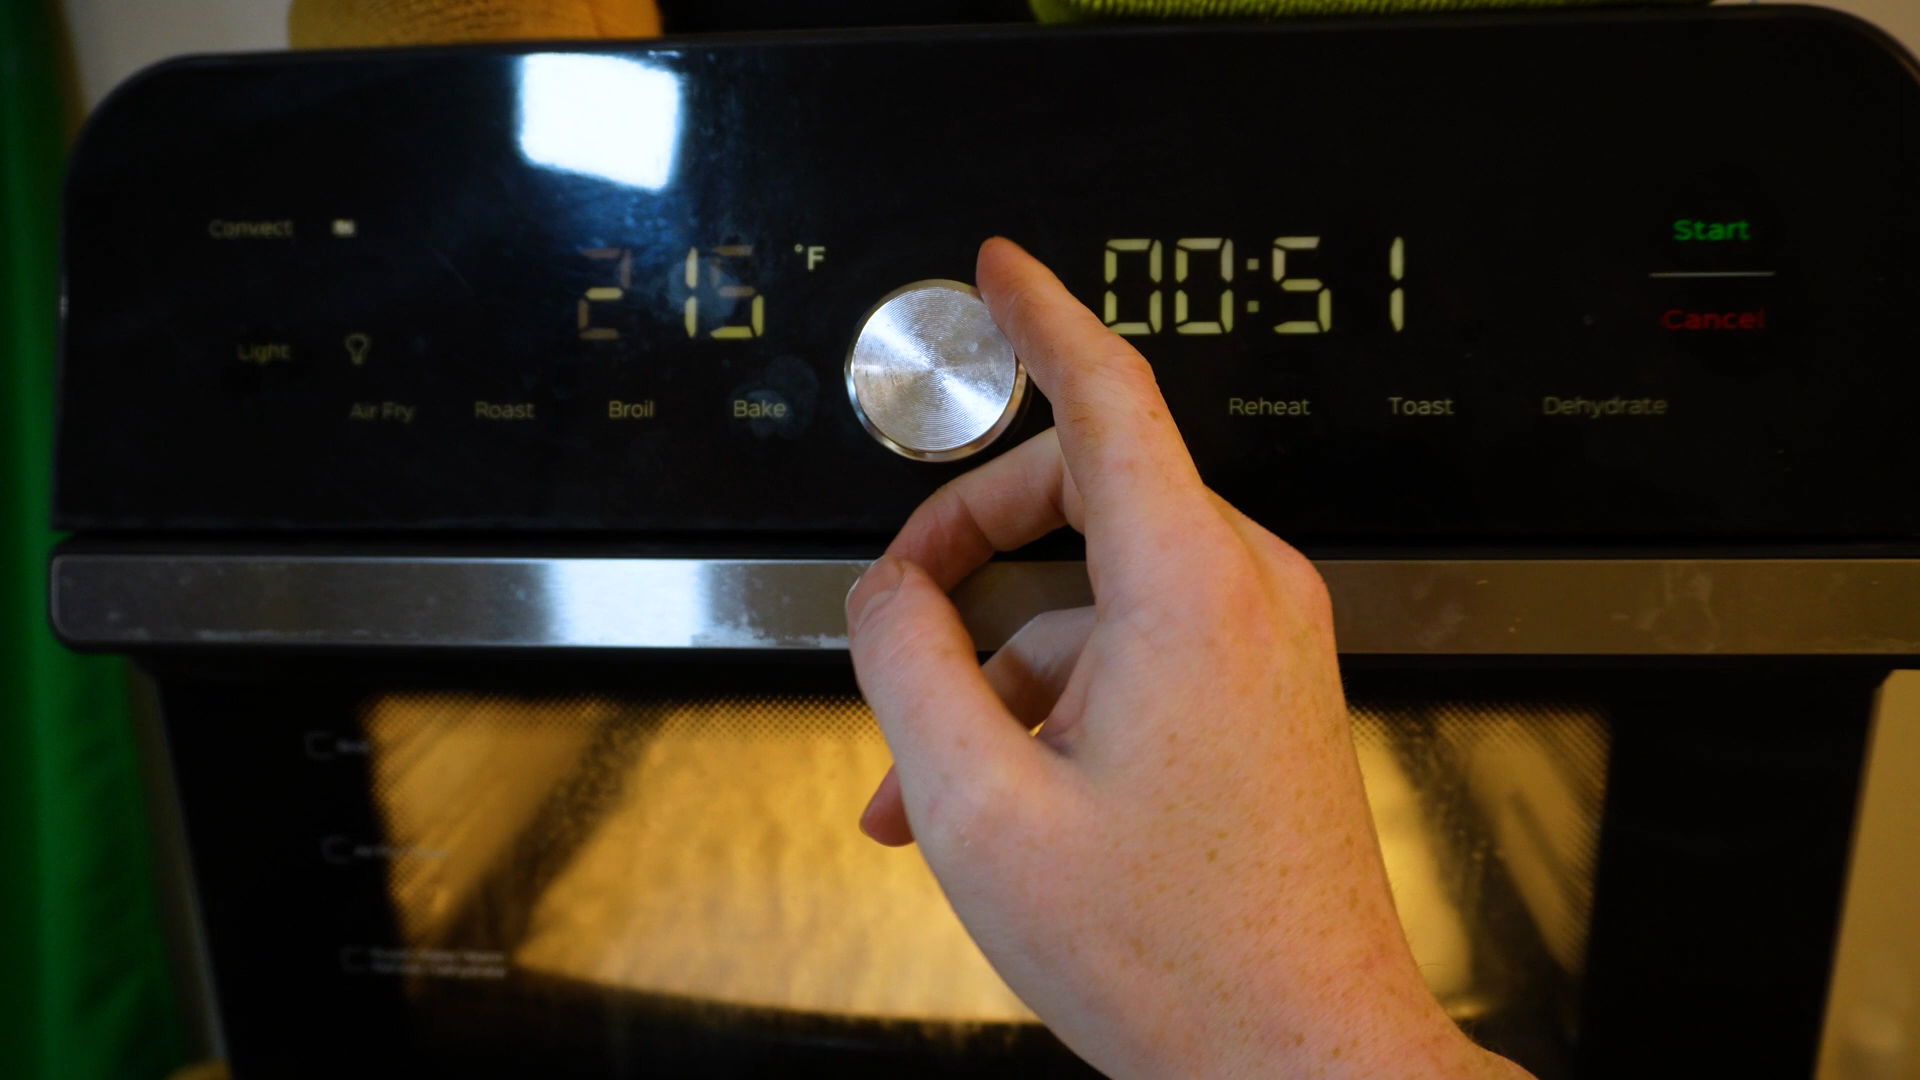 Convect
215 °F
00:51
Start
Light
Cancel
Air Fry Roast Broil Bake Reheat Toast Dehydrate